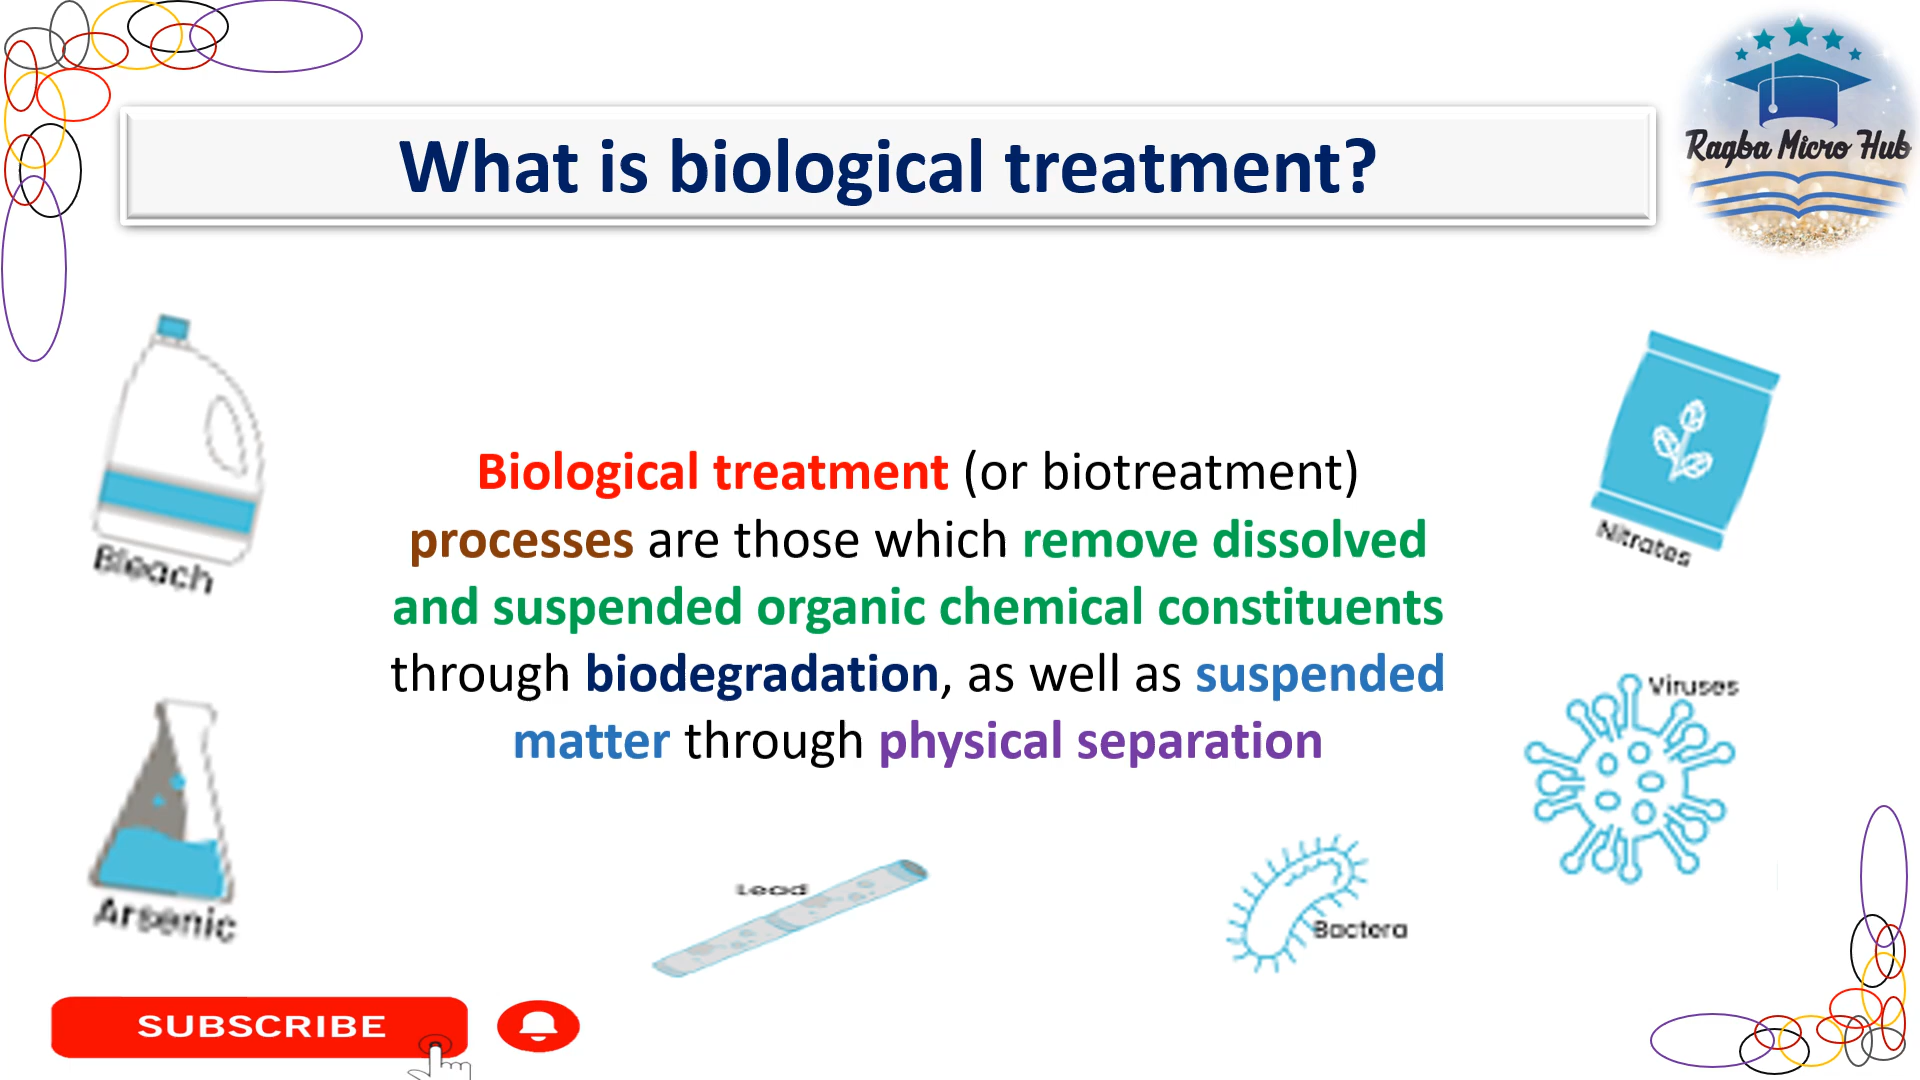 Ragba Micro Hub
What is biological treatment?
Bleach
Nitrates
Biological treatment (or biotreatment)
processes are those which remove dissolved
and suspended organic chemical constituents
through biodegradation, as well as suspended
matter through physical separation
Viruses
Arsenic
Lead
Bactera
SUBSCRIBE